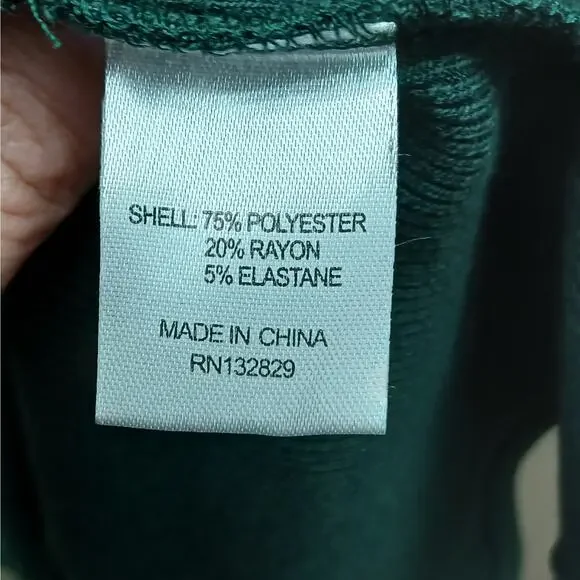 SHELL: 75% POLYESTER
20% RAYON
5% ELASTANE
MADE IN CHINA
RN132829